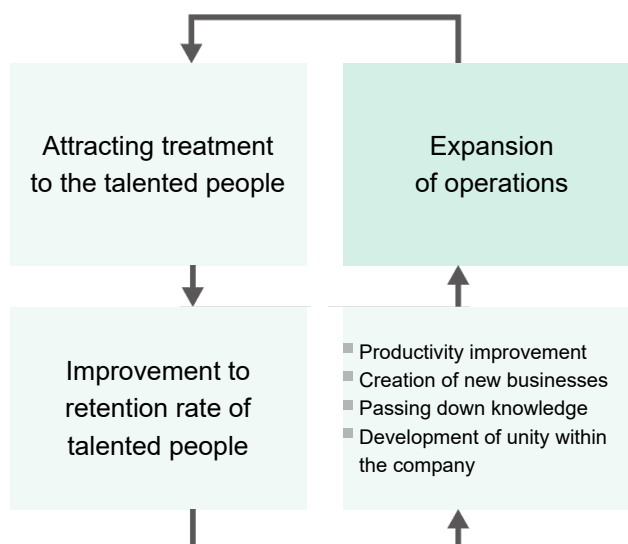 Attracting treatment
to the talented people
Expansion
of operations
Improvement to
retention rate of
talented people
Productivity improvement
Creation of new businesses
Passing down knowledge
Development of unity within
the company